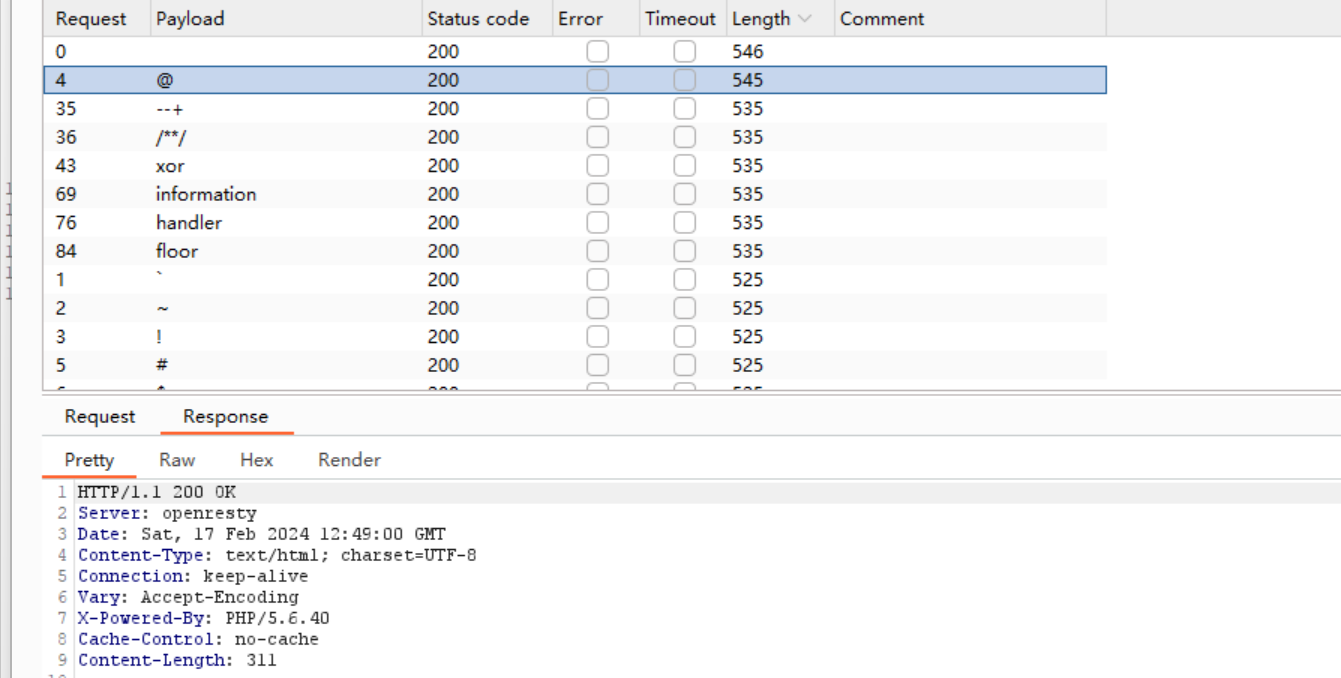 Request Payload Status code Error Timeout Length Comment
0 200 546
4 @ 200 545
35 --+ 200 535
36 /**/ 200 535
43 xor 200 535
69 information 200 535
76 handler 200 535
84 floor 200 535
1 ` 200 525
2 ~ 200 525
3 ! 200 525
5 # 200 525
Request Response
Pretty Raw Hex Render
1 HTTP/1.1 200 OK
2 Server: openresty
3 Date: Sat, 17 Feb 2024 12:49:00 GMT
4 Content-Type: text/html; charset=UTF-8
5 Connection: keep-alive
6 Vary: Accept-Encoding
7 X-Powered-By: PHP/5.6.40
8 Cache-Control: no-cache
9 Content-Length: 311